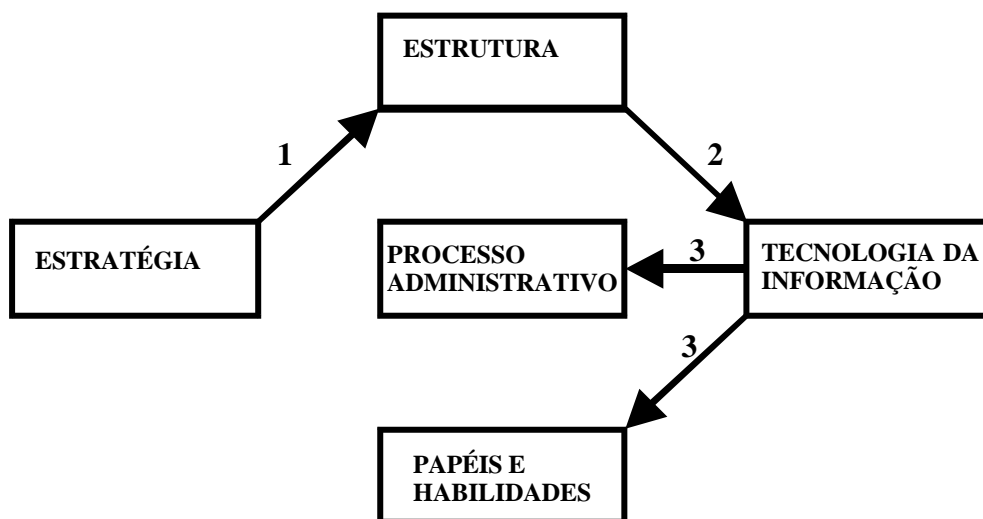 ESTRUTURA
1
2
ESTRATÉGIA
PROCESSO
ADMINISTRATIVO
3
TECNOLOGIA DA
INFORMAÇÃO
3
PAPÉIS E
HABILIDADES